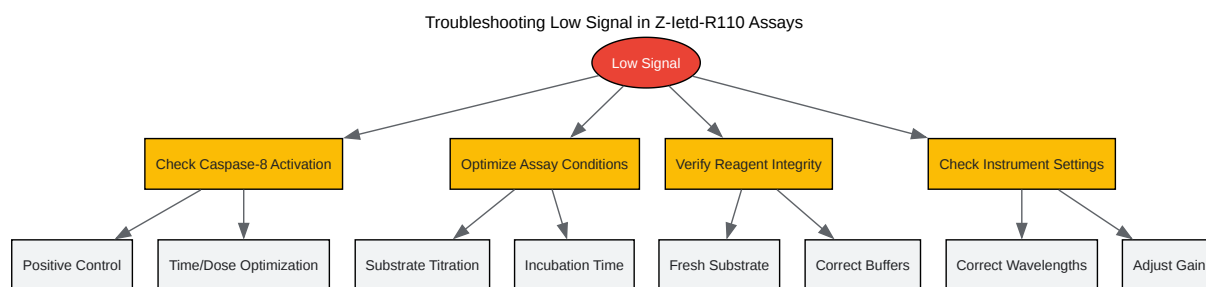 Troubleshooting Low Signal in Z-Ietd-R110 Assays
Low Signal
Check Caspase-8 Activation
Optimize Assay Conditions
Verify Reagent Integrity
Check Instrument Settings
Positive Control
Time/Dose Optimization
Substrate Titration
Incubation Time
Fresh Substrate
Correct Buffers
Correct Wavelengths
Adjust Gain